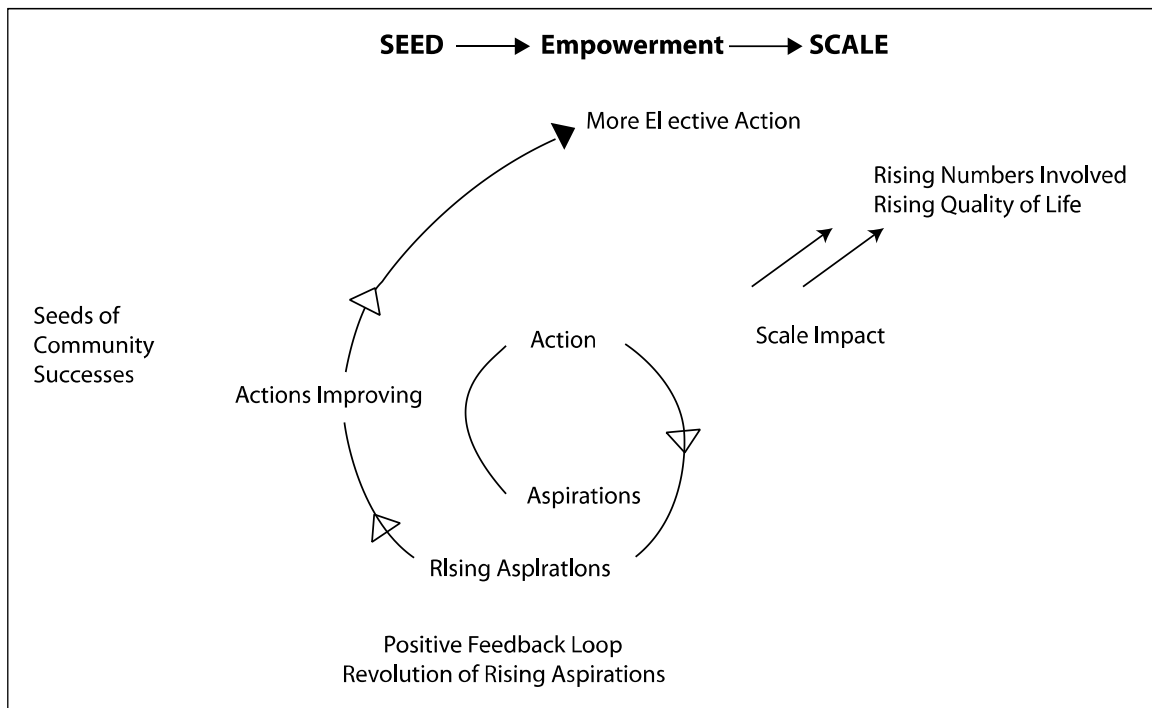 SEED Empowerment SCALE
More El ective Action
Rising Numbers Involved
Rising Quality of Life
Seeds of
Community
Successes
Action
Scale Impact
Actions Improving
Aspirations
RIsing AspIratIons
Positive Feedback Loop
Revolution of Rising Aspirations